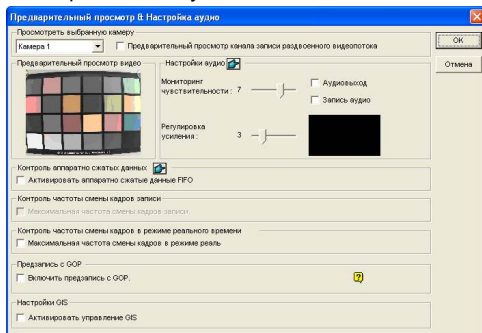 Предварительный просмотр & Настройка аудио
Просмотреть выбранную камеру
Камера 1
Предварительный просмотр канала записи раздвоенного видеопотока
OK
Отмена
Предварительный просмотр видео
Настройки аудио
Мониторинг
чувствительности: 7
Аудиовыход
Запись аудио
Регулировка
усиления: 3
Контроль аппаратно сжатых данных
Активировать аппаратно сжатые данные FIFO
Контроль частоты смены кадров записи
Максимальная частота смены кадров записи
Контроль частоты смены кадров в режиме реального времени
Максимальная частота смены кадров в режиме реаль
Предзапись с GOP
Включить предзапись с GOP.
Настройки GIS
Активировать управление GIS